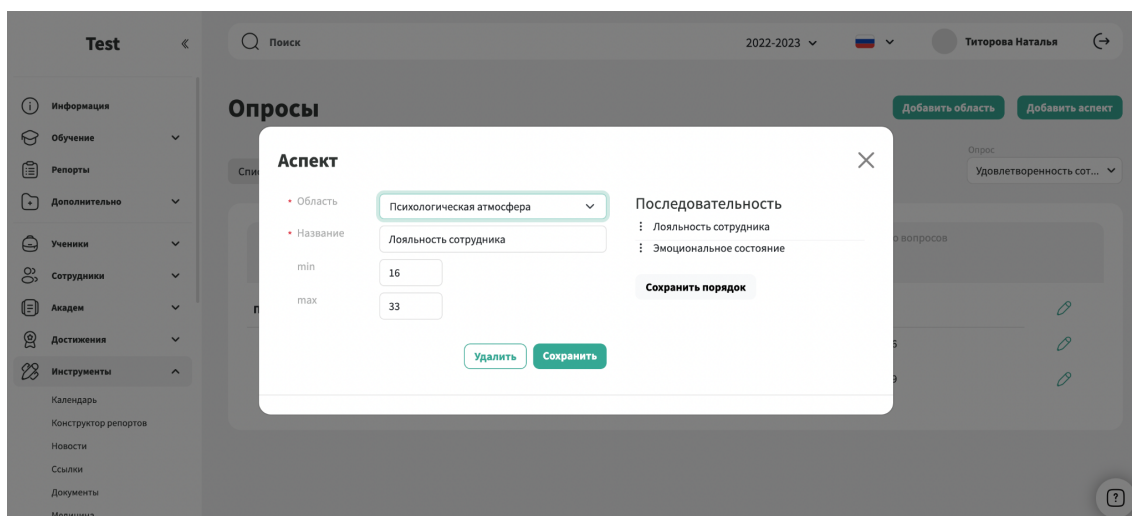 Test «
Поиск
2022-2023
Титорова Наталья
Информация
Обучение
Репорты
Дополнительно
Ученики
Сотрудники
Академ
Достижения
Инструменты
Календарь
Конструктор репортов
Новости
Ссылки
Документы
Опросы
Добавить область
Добавить аспект
Опрос
Удовлетворенность сот...
вопросов
Аспект
• Область
Психологическая атмосфера
• Название
Лояльность сотрудника
min
16
max
33
Удалить
Сохранить
Последовательность
Лояльность сотрудника
Эмоциональное состояние
Сохранить порядок
?